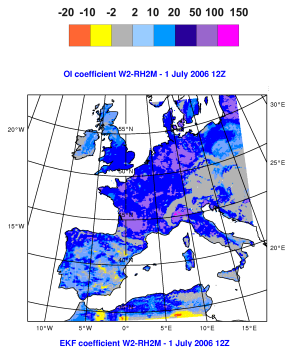 -20 -10 -2 2 10 20 50 100 150
OI coefficient W2-RH2M - 1 July 2006 12Z
30°E
20°W
55°N
25°E
50°N
15°W
20°E
10°W 5°W 0° 5°E 10°E 15°E
EKF coefficient W2-RH2M - 1 July 2006 12Z